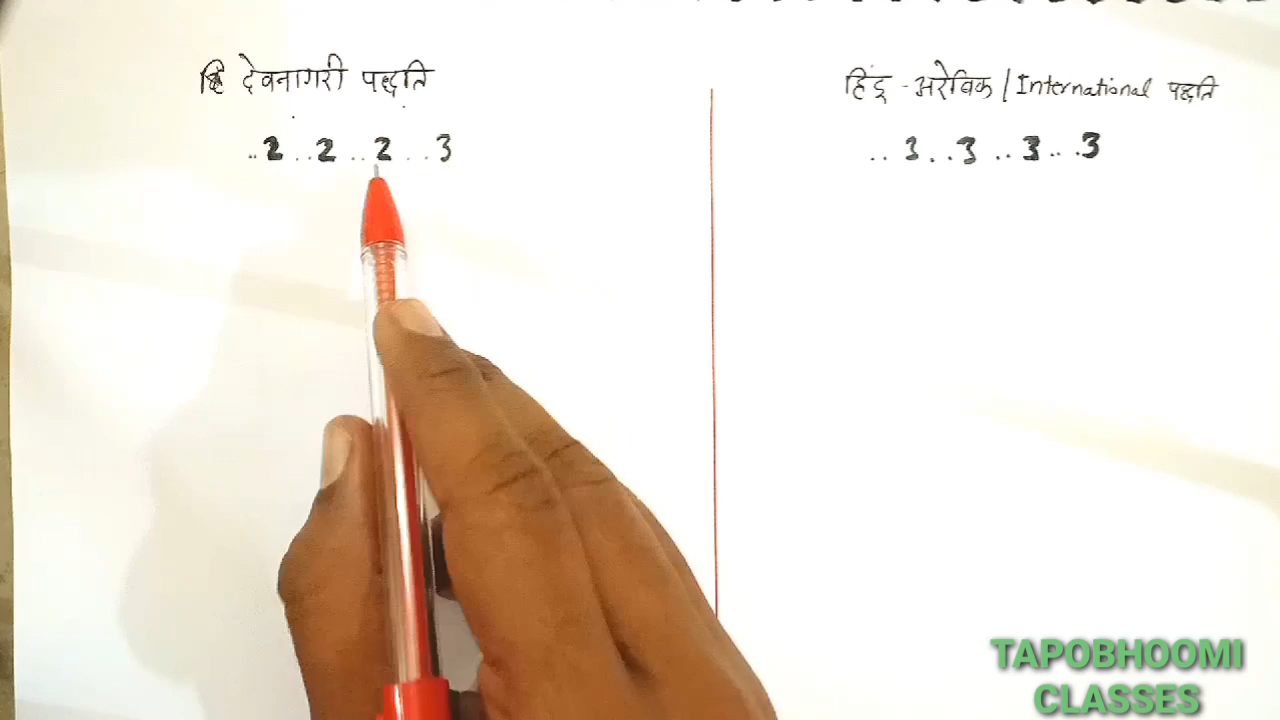 देवनागरी पद्धति
..2 ..2 ..2 ..3
हिंदू - अरेविक / International पद्धति
.. 3 .. 3 .. 3 .. .3
TAPOBHOOMI
CLASSES